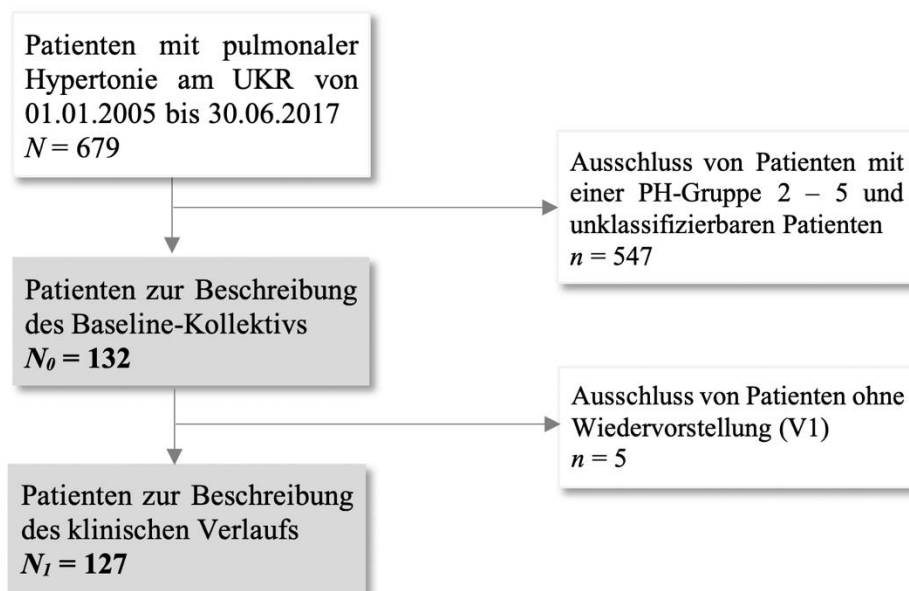 Patienten mit pulmonaler
Hypertonie am UKR von
01.01.2005 bis 30.06.2017
N = 679
Ausschluss von Patienten mit
einer PH-Gruppe 2 – 5 und
unklassifizierbaren Patienten
n = 547
Patienten zur Beschreibung
des Baseline-Kollektivs
N0 = 132
Ausschluss von Patienten ohne
Wiedervorstellung (V1)
n = 5
Patienten zur Beschreibung
des klinischen Verlaufs
N1 = 127